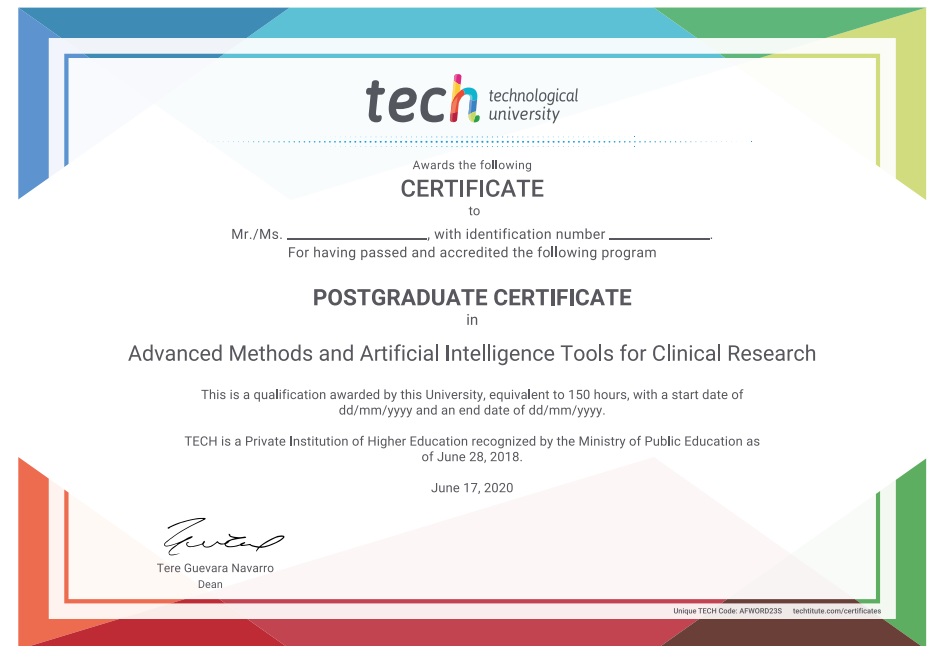 tech technological
university
Awards the following
CERTIFICATE
to
Mr./Ms. ____________________, with identification number ______________.
For having passed and accredited the following program
POSTGRADUATE CERTIFICATE
in
Advanced Methods and Artificial Intelligence Tools for Clinical Research
This is a qualification awarded by this University, equivalent to 150 hours, with a start date of
dd/mm/yyyy and an end date of dd/mm/yyyy.
TECH is a Private Institution of Higher Education recognized by the Ministry of Public Education as
of June 28, 2018.
June 17, 2020
Tere Guevara Navarro
Dean
Unique TECH Code: AFWORD23S techtitute.com/certificates